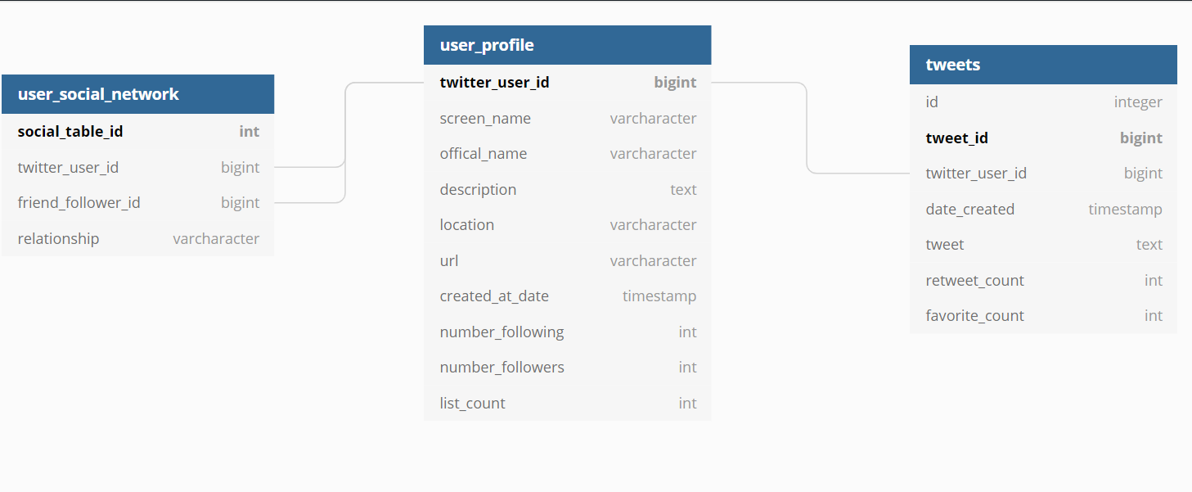 user_social_network
social_table_id int
twitter_user_id bigint
friend_follower_id bigint
relationship varcharacter
user_profile
twitter_user_id bigint
screen_name varcharacter
offical_name varcharacter
description text
location varcharacter
url varcharacter
created_at_date timestamp
number_following int
number_followers int
list_count int
tweets
id integer
tweet_id bigint
twitter_user_id bigint
date_created timestamp
tweet text
retweet_count int
favorite_count int